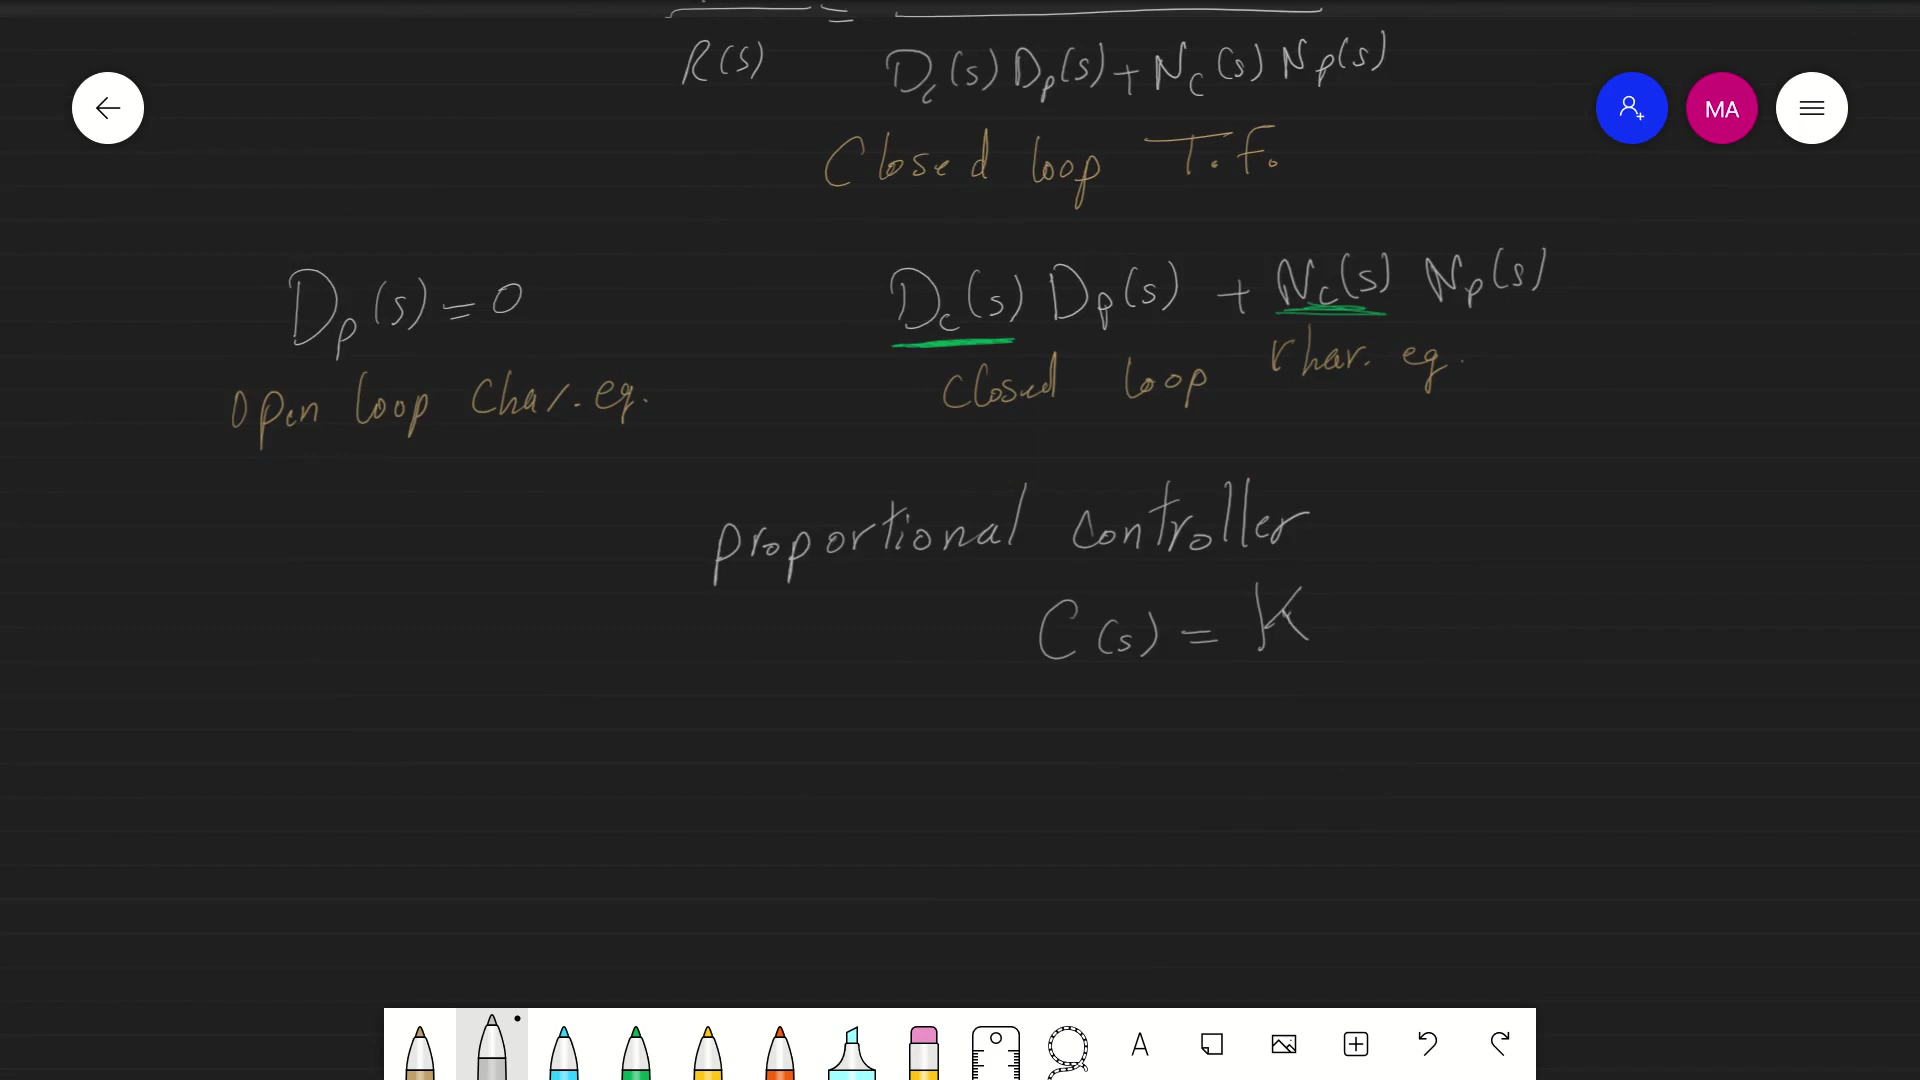 R(s)
Dc(s) Dp(s) + Nc(s) Np(s)
Closed loop T.F.
Dp(s) = 0
Dc(s) Dp(s) + Nc(s) Np(s)
open loop char. eq.
closed loop char. eq.
proportional controller
C(s) = K
MA
A